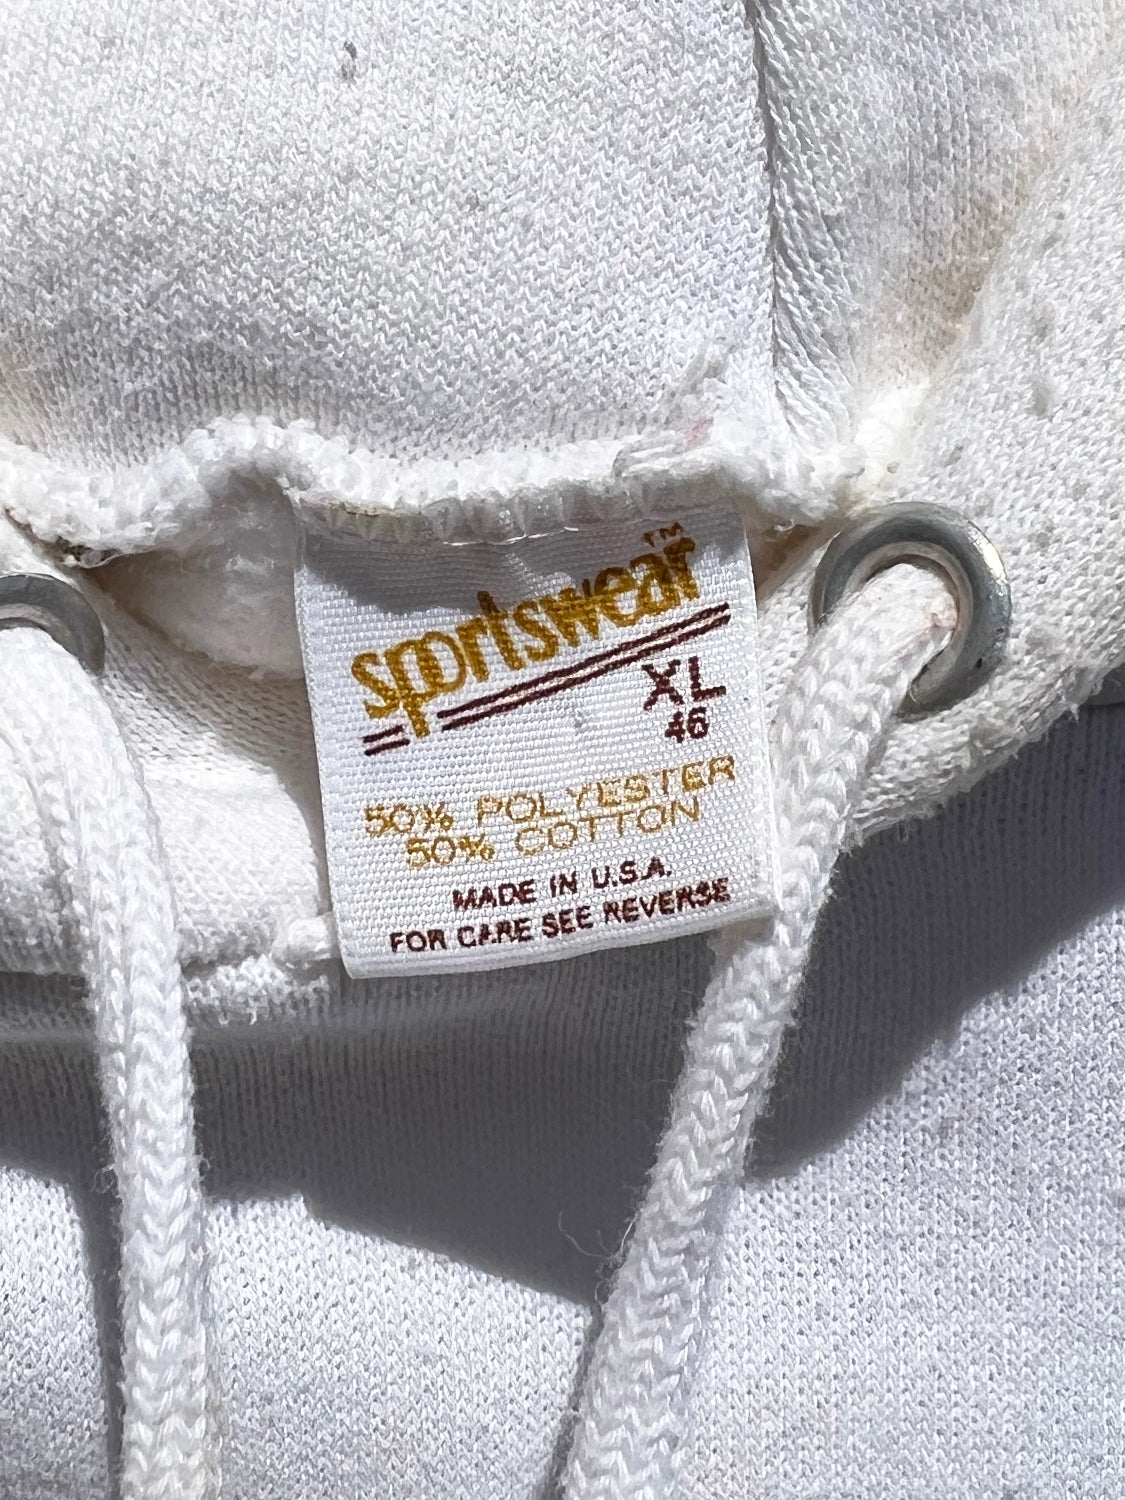 sportswear™
XL
46
50% POLYESTER
50% COTTON
MADE IN U.S.A.
FOR CARE SEE REVERSE